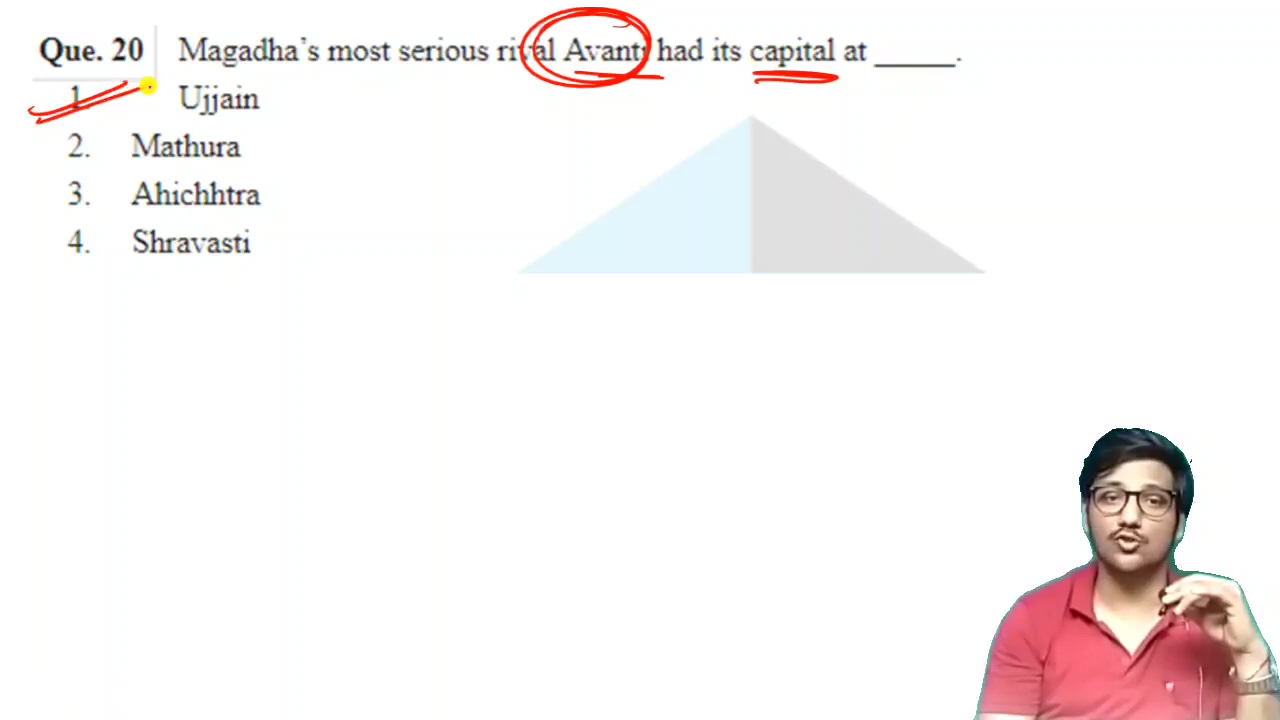 Que. 20 Magadha's most serious rival Avanti had its capital at _____.
1. Ujjain
2. Mathura
3. Ahichhtra
4. Shravasti